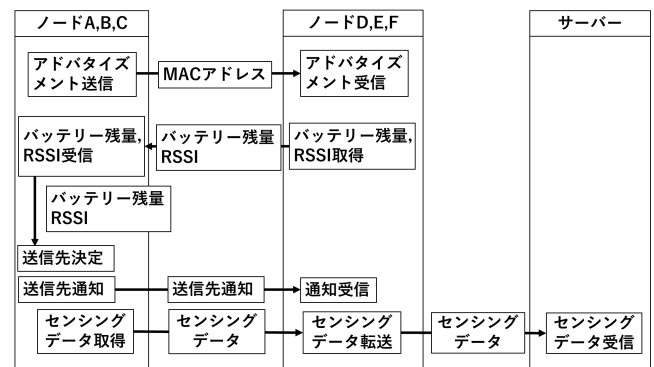 ノードA,B,C
ノードD,E,F
サーバー
アドバタイズ
メント送信
MACアドレス
アドバタイズ
メント受信
バッテリー残量,
RSSI受信
バッテリー残量
RSSI
バッテリー残量,
RSSI取得
バッテリー残量
RSSI
送信先決定
送信先通知
送信先通知
通知受信
センシング
データ取得
センシング
データ
センシング
データ転送
センシング
データ
センシング
データ受信